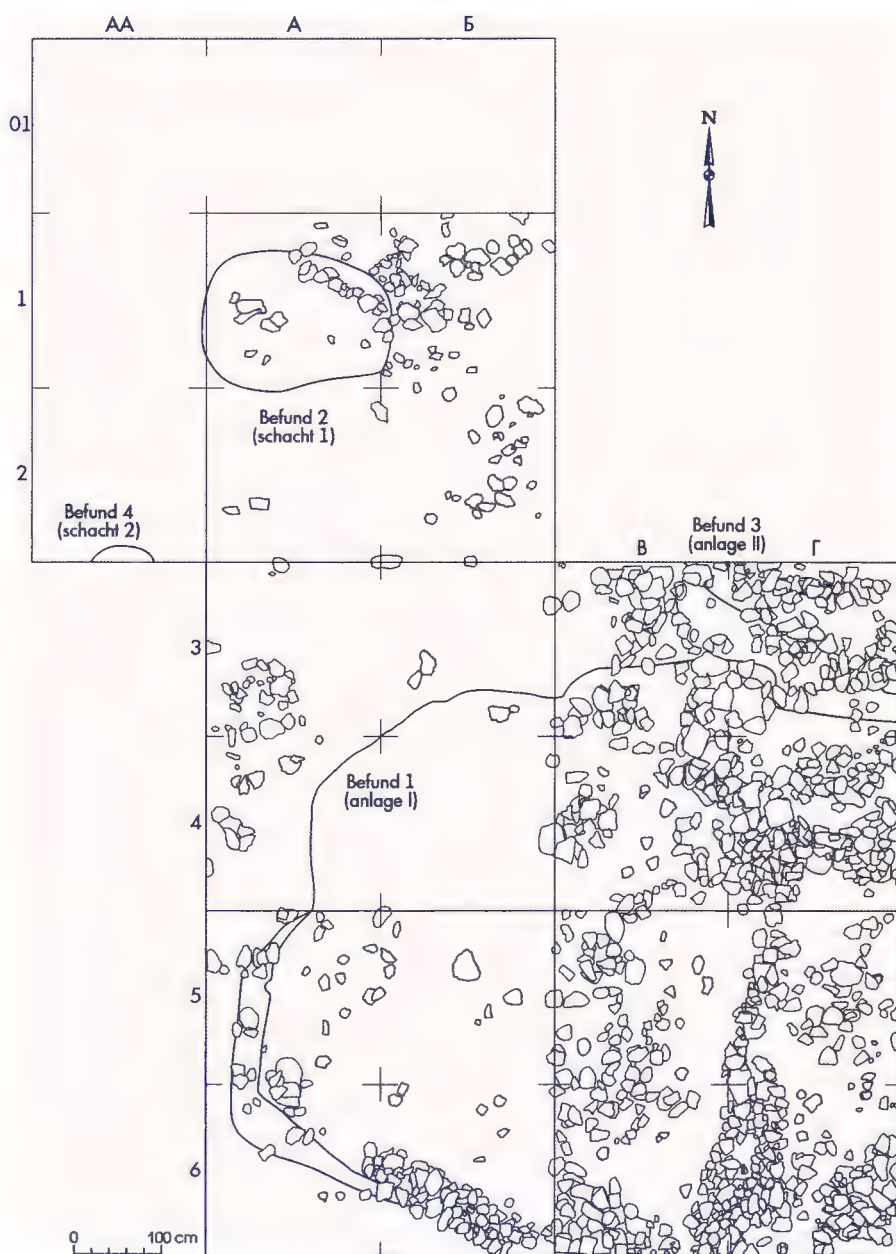 АА А Б
01
N
1
Befund 2
(schacht 1)
2
Befund 4
(schacht 2)
Befund 3
(anlage II)
В Г
3
Befund 1
(anlage I)
4
5
6
0 100 cm